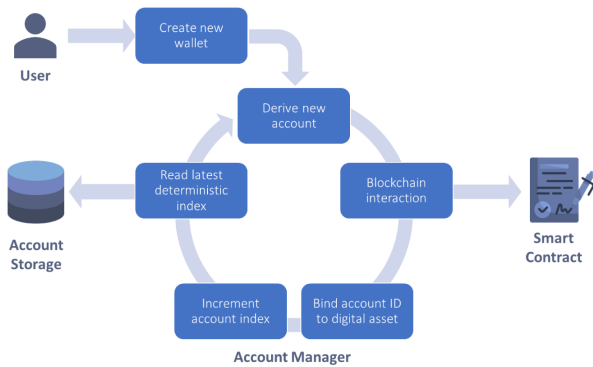 Create new
wallet
User
Derive new
account
Read latest
deterministic
index
Blockchain
interaction
Account
Storage
Smart
Contract
Increment
account index
Bind account ID
to digital asset
Account Manager